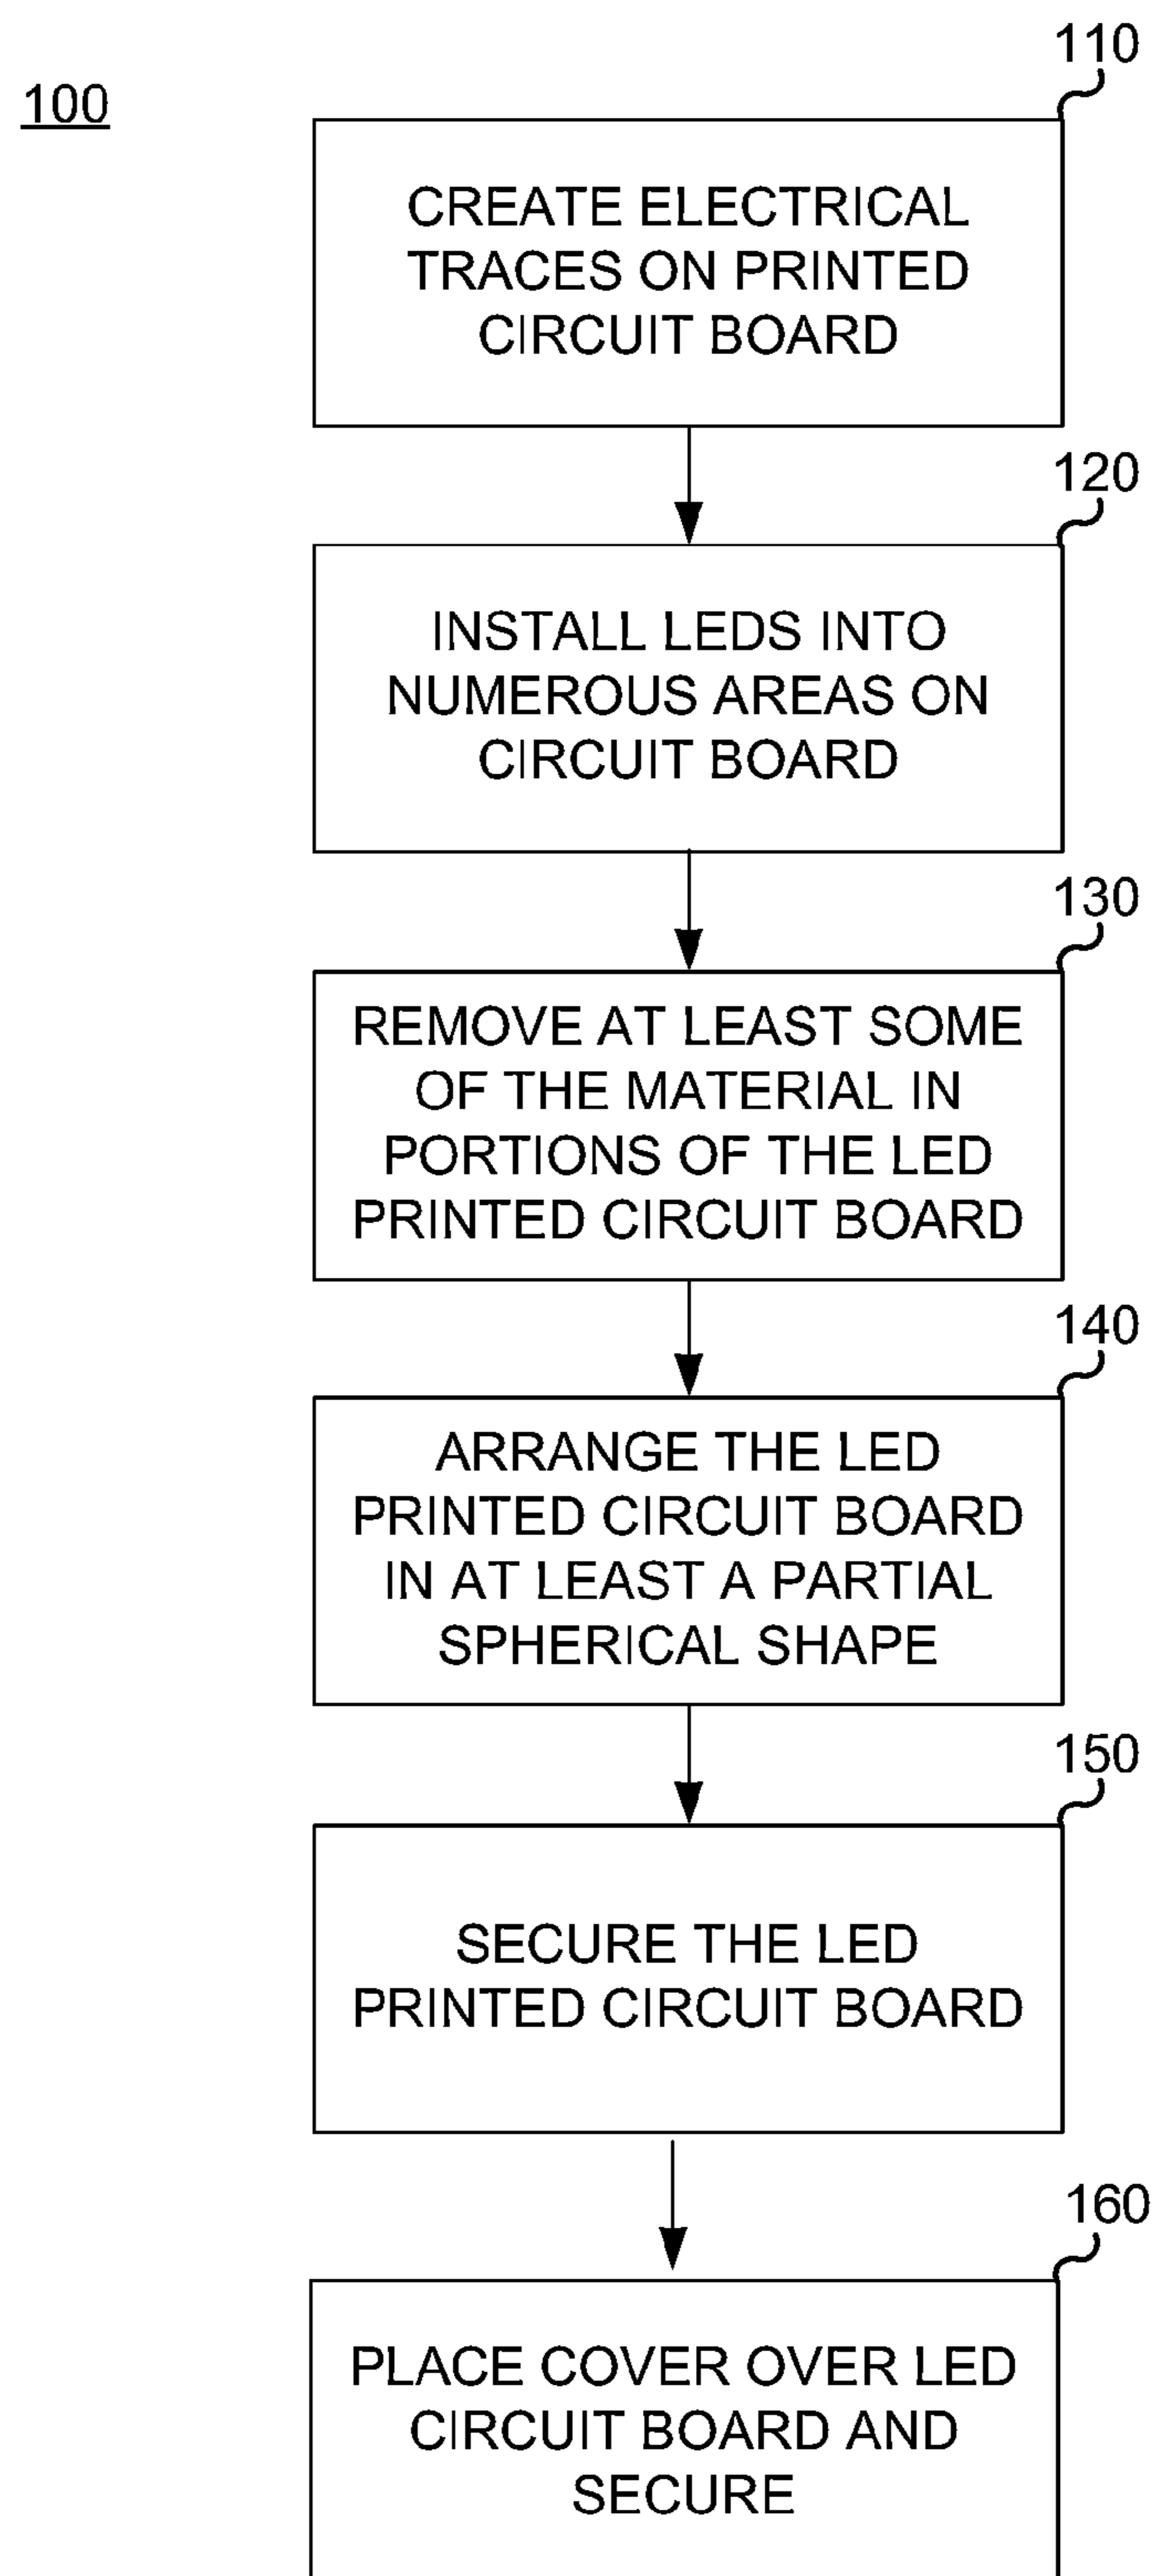 100
110
CREATE ELECTRICAL
TRACES ON PRINTED
CIRCUIT BOARD
120
INSTALL LEDS INTO
NUMEROUS AREAS ON
CIRCUIT BOARD
130
REMOVE AT LEAST SOME
OF THE MATERIAL IN
PORTIONS OF THE LED
PRINTED CIRCUIT BOARD
140
ARRANGE THE LED
PRINTED CIRCUIT BOARD
IN AT LEAST A PARTIAL
SPHERICAL SHAPE
150
SECURE THE LED
PRINTED CIRCUIT BOARD
160
PLACE COVER OVER LED
CIRCUIT BOARD AND
SECURE